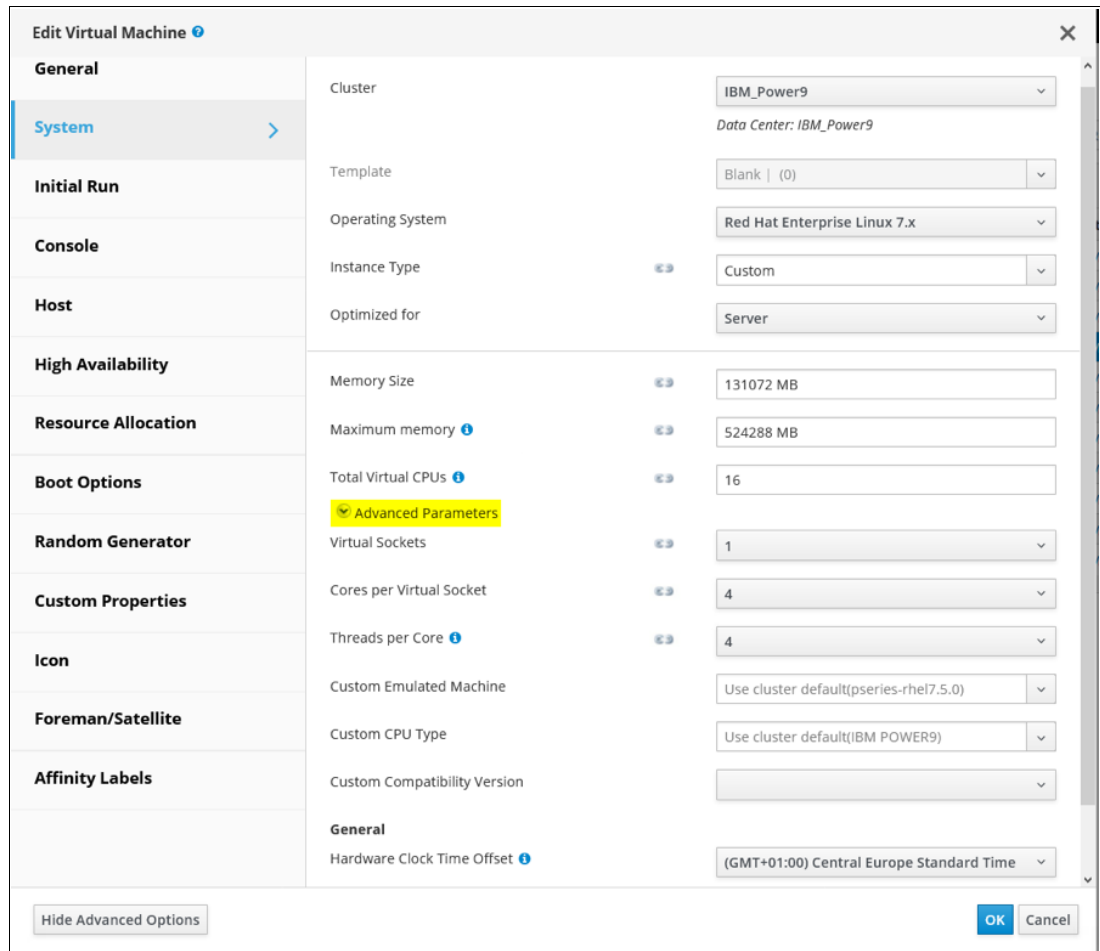 Edit Virtual Machine
General
System
Initial Run
Console
Host
High Availability
Resource Allocation
Boot Options
Random Generator
Custom Properties
Icon
Foreman/Satellite
Affinity Labels
Cluster IBM_Power9
Data Center: IBM_Power9
Template Blank | (0)
Operating System Red Hat Enterprise Linux 7.x
Instance Type Custom
Optimized for Server
Memory Size 131072 MB
Maximum memory 524288 MB
Total Virtual CPUs 16
Advanced Parameters
Virtual Sockets 1
Cores per Virtual Socket 4
Threads per Core 4
Custom Emulated Machine Use cluster default(pseries-rhel7.5.0)
Custom CPU Type Use cluster default(IBM POWER9)
Custom Compatibility Version
General
Hardware Clock Time Offset (GMT+01:00) Central Europe Standard Time
Hide Advanced Options OK Cancel